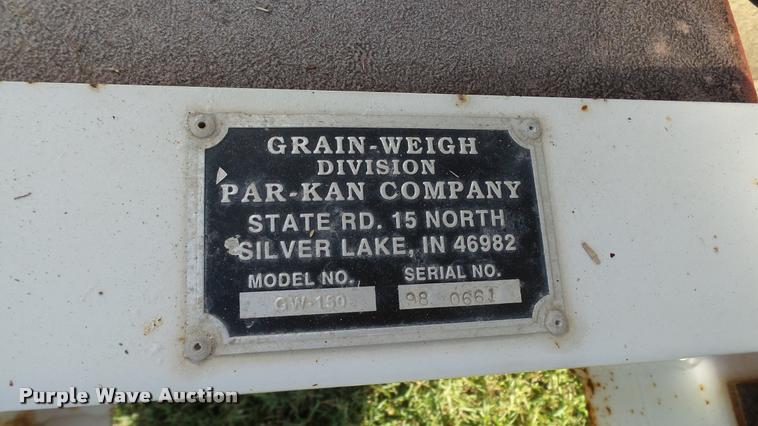 GRAIN-WEIGH
DIVISION
PAR-KAN COMPANY
STATE RD. 15 NORTH
SILVER LAKE, IN 46982
MODEL NO. SERIAL NO.
GW-150 98 0661
Purple Wave Auction